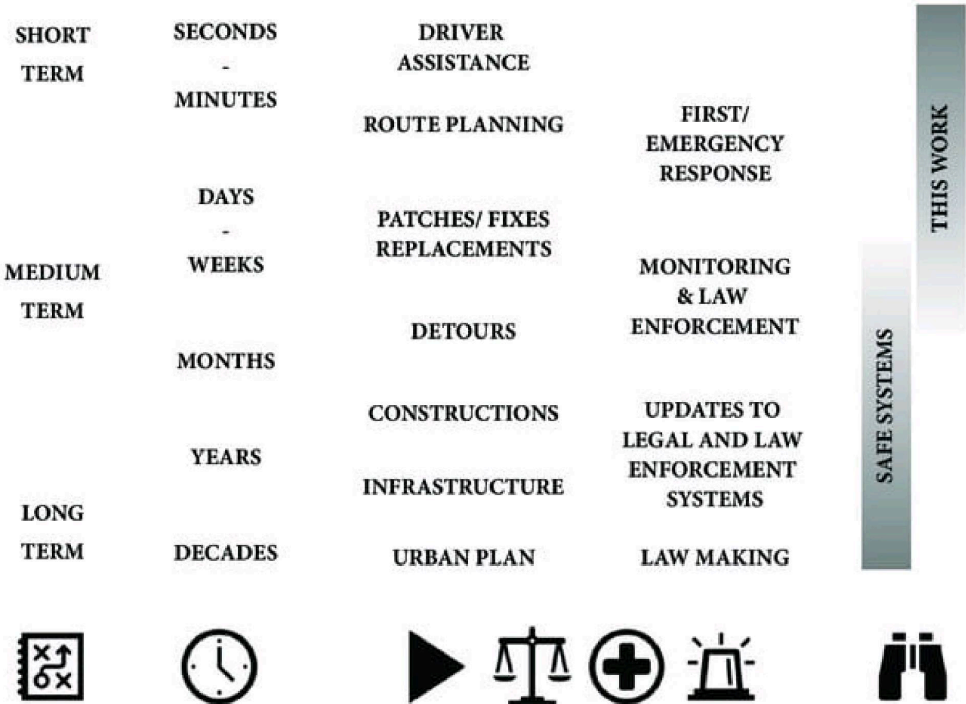 SHORT
TERM
SECONDS
-
MINUTES
DRIVER
ASSISTANCE
ROUTE PLANNING
FIRST/
EMERGENCY
RESPONSE
DAYS
-
WEEKS
PATCHES/ FIXES
REPLACEMENTS
MEDIUM
TERM
MONITORING
& LAW
ENFORCEMENT
DETOURS
MONTHS
CONSTRUCTIONS
UPDATES TO
LEGAL AND LAW
ENFORCEMENT
SYSTEMS
YEARS
INFRASTRUCTURE
LONG
TERM
DECADES
URBAN PLAN
LAW MAKING
SAFE SYSTEMS
THIS WORK